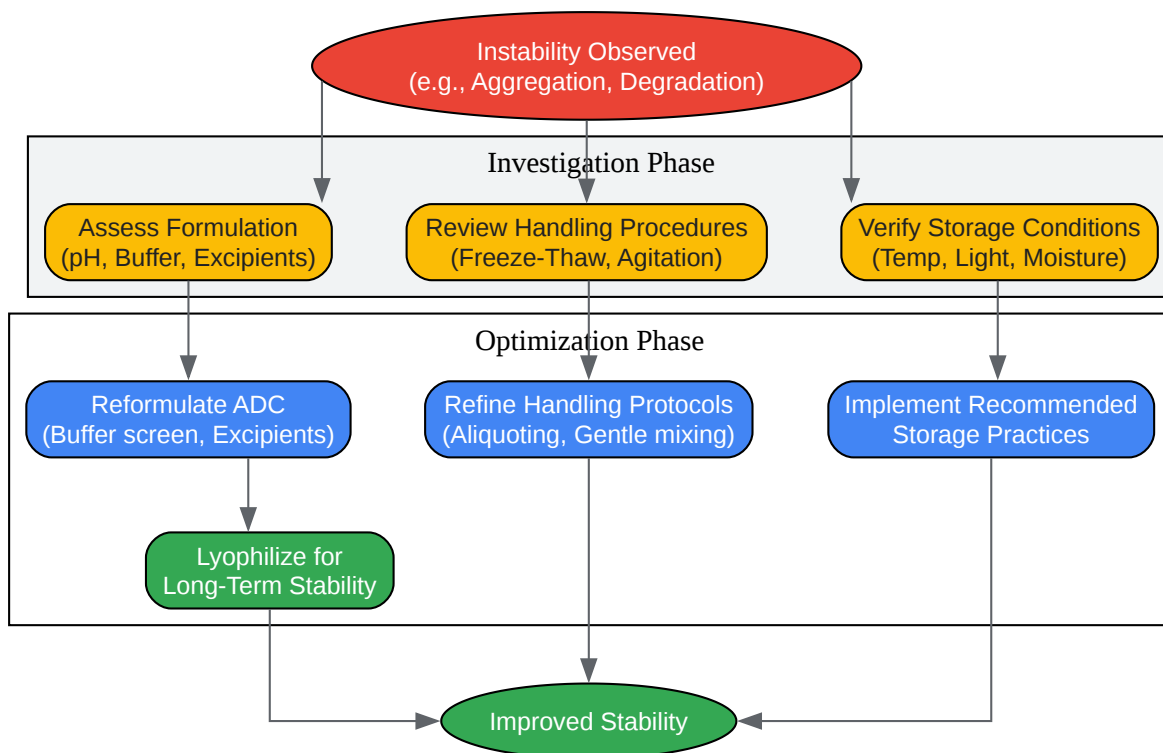 Instability Observed
(e.g., Aggregation, Degradation)
Investigation Phase
Assess Formulation
(pH, Buffer, Excipients)
Review Handling Procedures
(Freeze-Thaw, Agitation)
Verify Storage Conditions
(Temp, Light, Moisture)
Optimization Phase
Reformulate ADC
(Buffer screen, Excipients)
Refine Handling Protocols
(Aliquoting, Gentle mixing)
Implement Recommended
Storage Practices
Lyophilize for
Long-Term Stability
Improved Stability